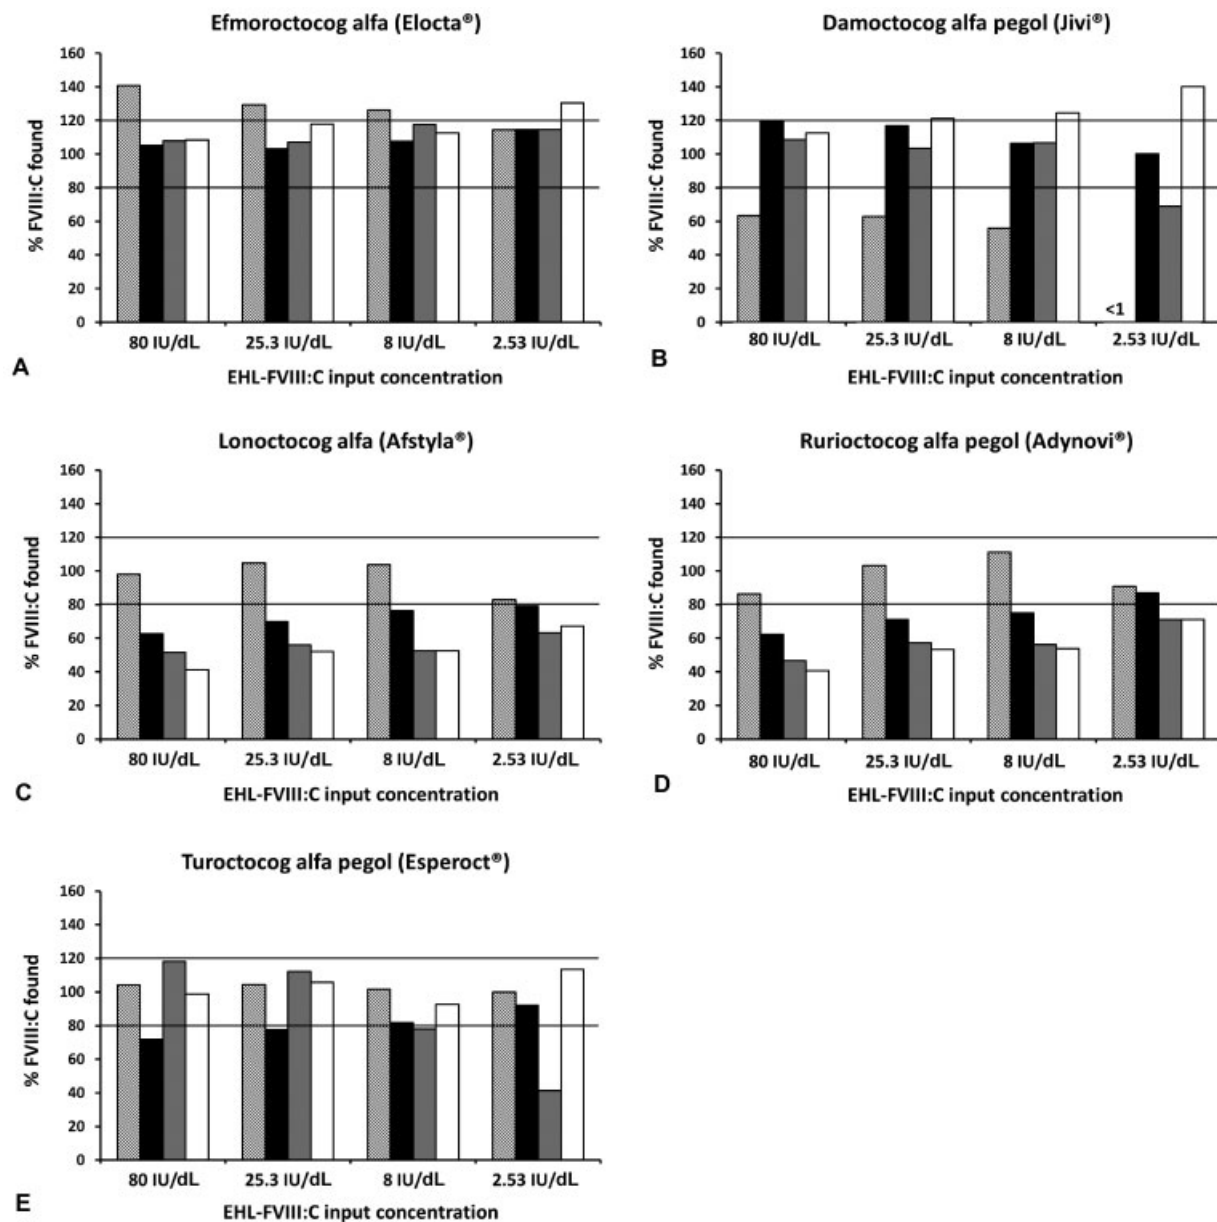 Efmoroctocog alfa (Elocta®)
% FVIII:C found
160
140
120
100
80
60
40
20
0
80 IU/dL 25.3 IU/dL 8 IU/dL 2.53 IU/dL
EHL-FVIII:C input concentration
A
Damoctocog alfa pegol (Jivi®)
% FVIII:C found
160
140
120
100
80
60
40
20
0
<1
80 IU/dL 25.3 IU/dL 8 IU/dL 2.53 IU/dL
EHL-FVIII:C input concentration
B
Lonoctocog alfa (Afstyla®)
% FVIII:C found
160
140
120
100
80
60
40
20
0
80 IU/dL 25.3 IU/dL 8 IU/dL 2.53 IU/dL
EHL-FVIII:C input concentration
C
Rurioctocog alfa pegol (Adynovi®)
% FVIII:C found
160
140
120
100
80
60
40
20
0
80 IU/dL 25.3 IU/dL 8 IU/dL 2.53 IU/dL
EHL-FVIII:C input concentration
D
Turoctocog alfa pegol (Esperoct®)
% FVIII:C found
160
140
120
100
80
60
40
20
0
80 IU/dL 25.3 IU/dL 8 IU/dL 2.53 IU/dL
EHL-FVIII:C input concentration
E